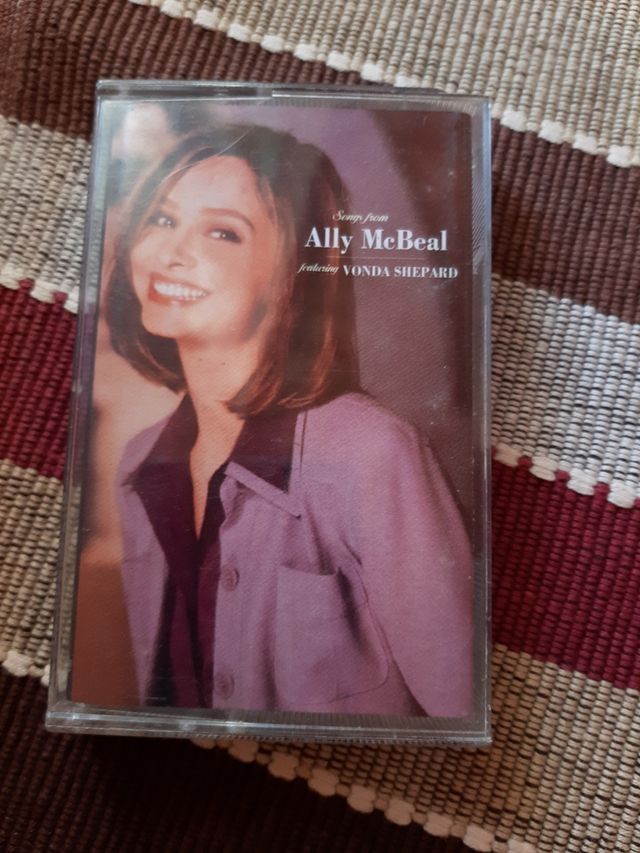 Songs from
Ally McBeal
featuring VONDA SHEPARD